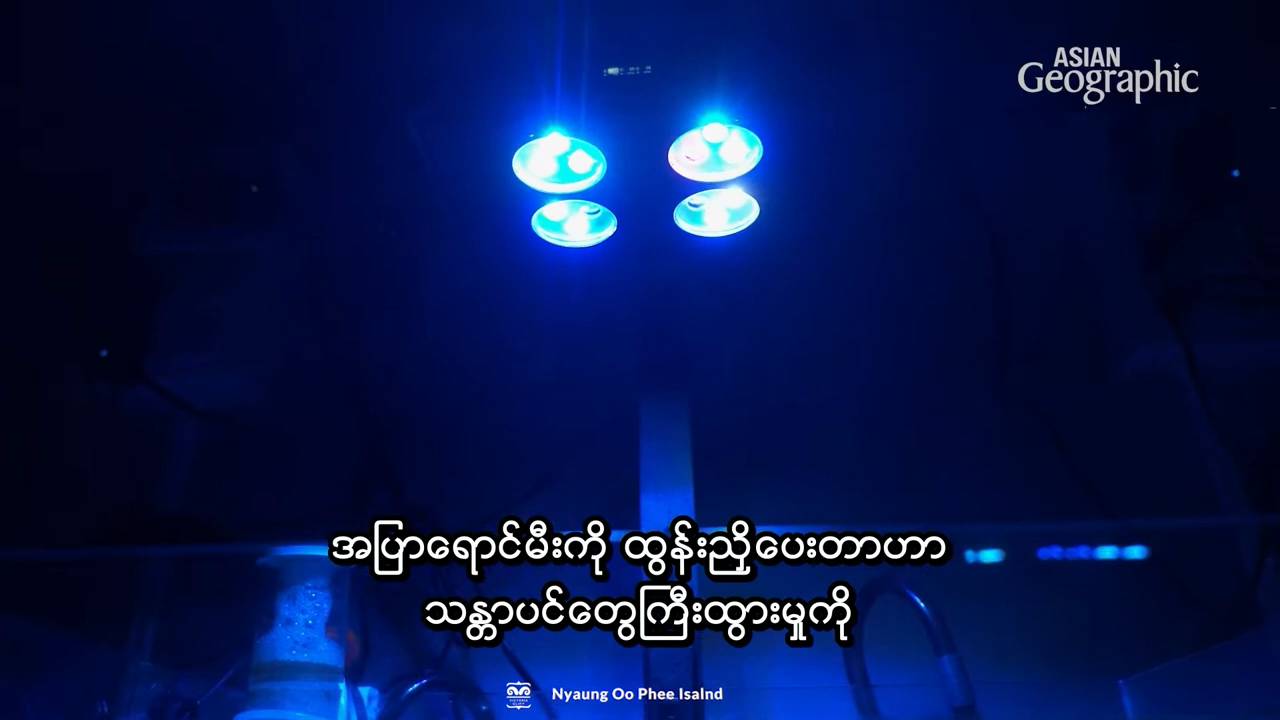 ASIAN
Geographic
အပြာရောင်မီးကို ထွန်းညှိပေးတာဟာ
သန္တာပင်တွေကြီးထွားမှုကို
Nyaung Oo Phee Isalnd